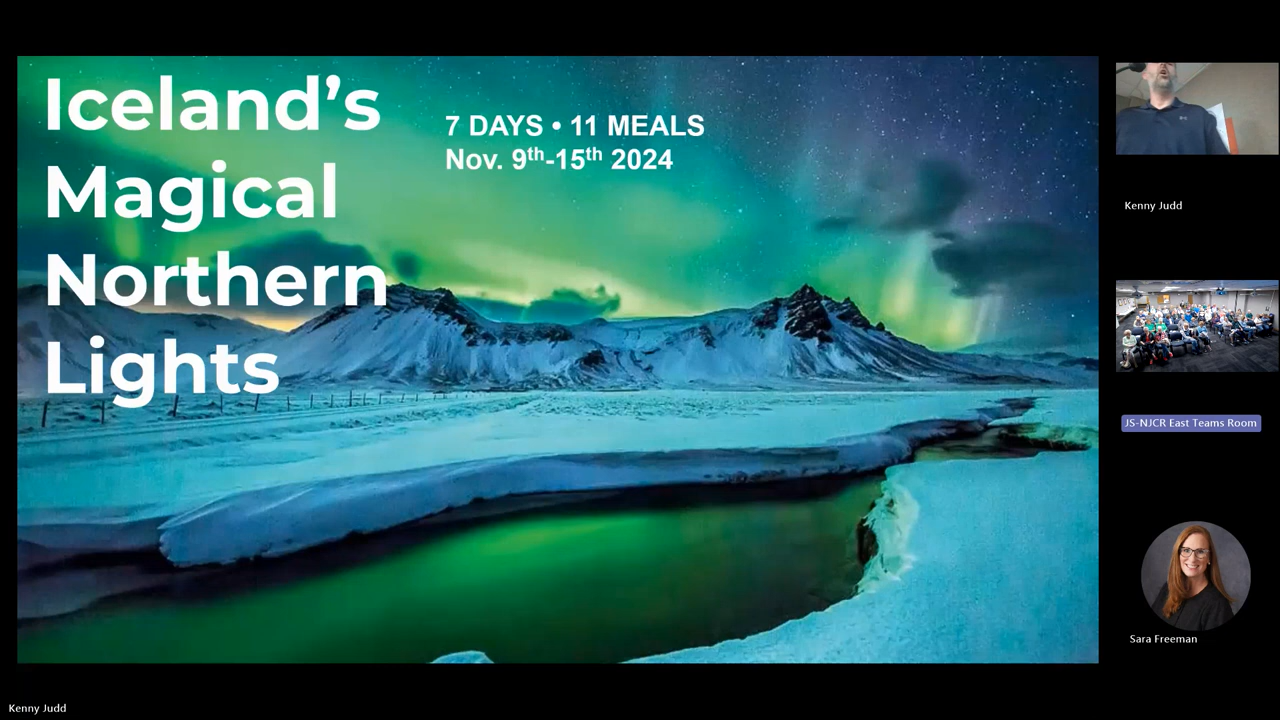 Iceland's
Magical
Northern
Lights
7 DAYS • 11 MEALS
Nov. 9th-15th 2024
Kenny Judd
JS-NJCR East Teams Room
Sara Freeman
Kenny Judd